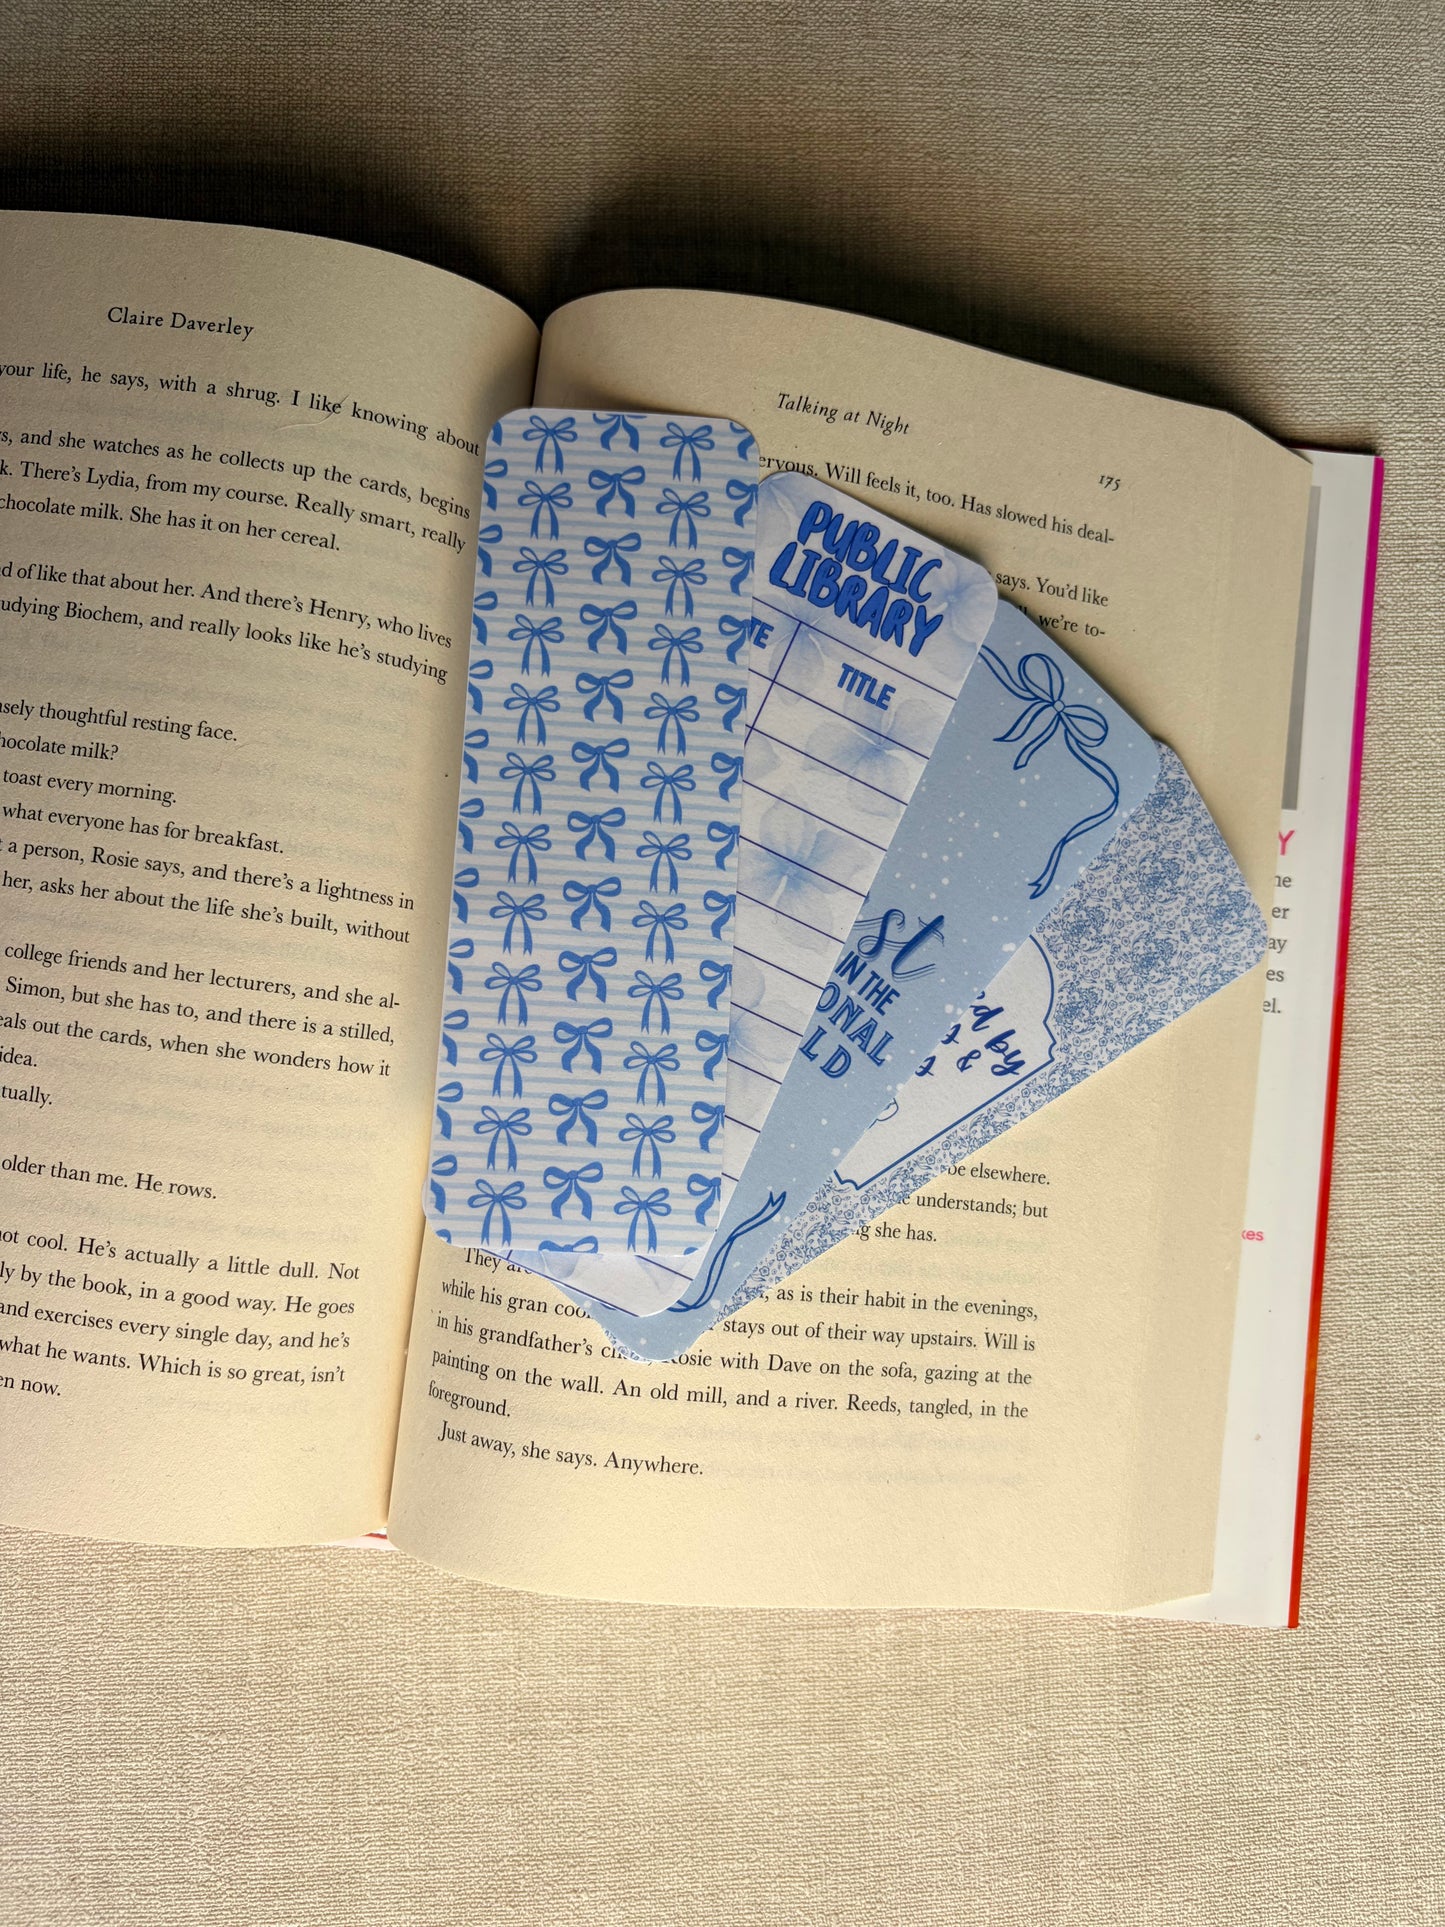 Claire Daverley
your life, he says, with a shrug. I like knowing about
and she watches as he collects up the cards, begins
There's Lydia, from my course. Really smart, really
chocolate milk. She has it on her cereal.
of like that about her. And there's Henry, who lives
Biochem, and really looks like he's studying
thoughtful resting face.
milk?
toast every morning.
what everyone has for breakfast.
a person, Rosie says, and there's a lightness in
her, asks her about the life she's built, without
college friends and her lecturers, and she al-
Simon, but she has to, and there is a stilled,
out the cards, when she wonders how it
idea.
older than me. He rows.
not cool. He's actually a little dull. Not
by the book, in a good way. He goes
and exercises every single day, and he's
what he wants. Which is so great, isn't
now.
Talking at Night
175
Will feels it, too. Has slowed his deal-
says. You'd like
we're to-
elsewhere.
understands; but
she has.
They
while his gran
as is their habit in the evenings,
in his grandfather's
stays out of their way upstairs. Will is
Rosie with Dave on the sofa, gazing at the
painting on the wall. An old mill, and a river. Reeds, tangled, in the
foreground.
Just away, she says. Anywhere.
PUBLIC
LIBRARY
TITLE
IN THE
by
&